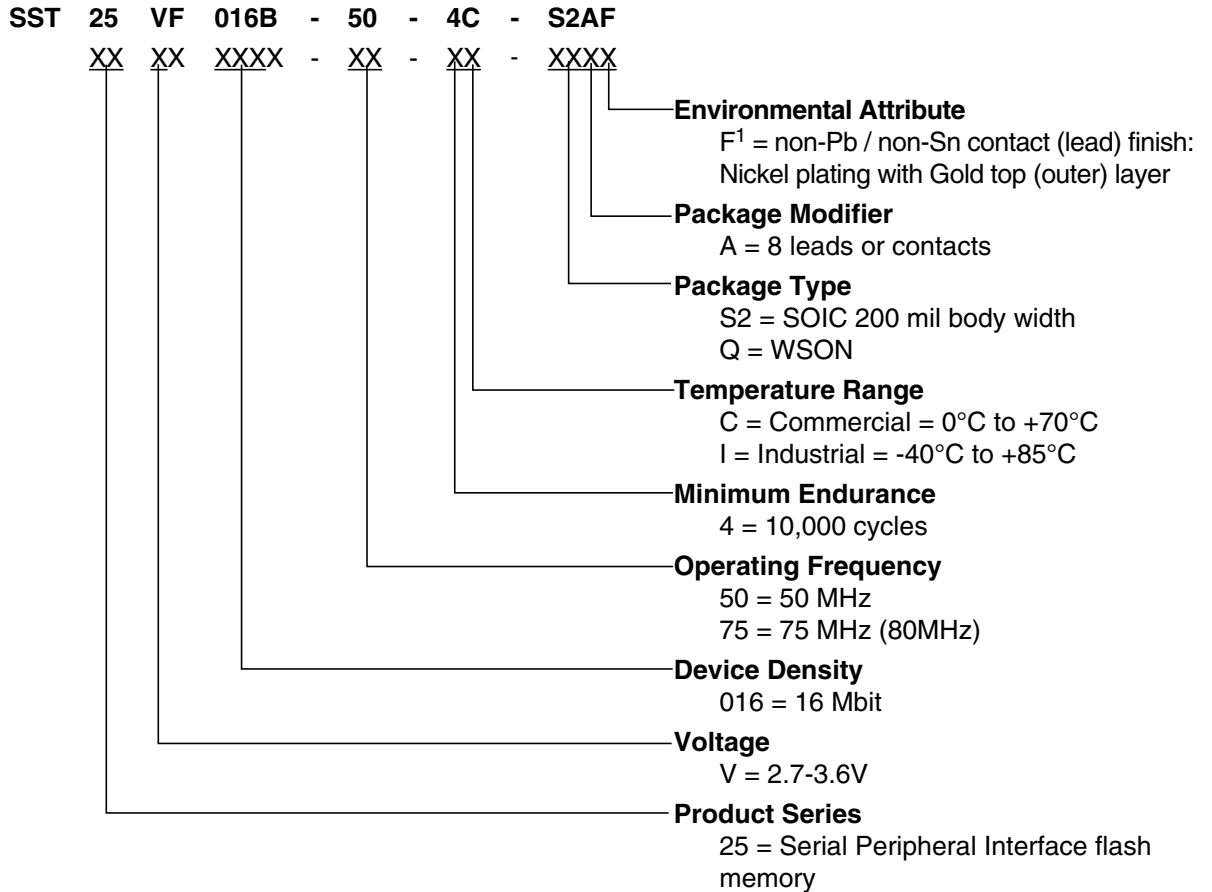 SST 25 VF 016B - 50 - 4C - S2AF
XX XX XXXX - XX - XX - XXXX
Environmental Attribute
F1 = non-Pb / non-Sn contact (lead) finish:
Nickel plating with Gold top (outer) layer
Package Modifier
A = 8 leads or contacts
Package Type
S2 = SOIC 200 mil body width
Q = WSON
Temperature Range
C = Commercial = 0°C to +70°C
I = Industrial = -40°C to +85°C
Minimum Endurance
4 = 10,000 cycles
Operating Frequency
50 = 50 MHz
75 = 75 MHz (80MHz)
Device Density
016 = 16 Mbit
Voltage
V = 2.7-3.6V
Product Series
25 = Serial Peripheral Interface flash
memory